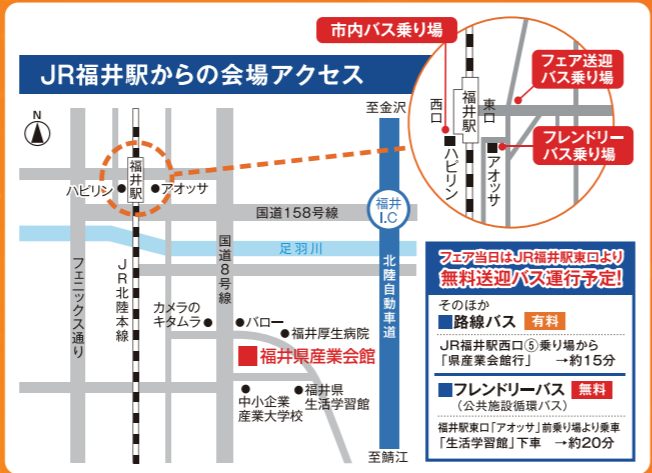 JR福井駅からの会場アクセス
市内バス乗り場
フェア送迎
バス乗り場
フレンドリー
バス乗り場
西口
福井駅
東口
ハピリン
アオッサ
N
至金沢
福井駅
ハピリン
アオッサ
福井
I.C
国道158号線
足羽川
フェニックス通り
JR北陸本線
国道8号線
北陸自動車道
カメラの
キタムラ
バロー
福井厚生病院
福井県産業会館
中小企業
産業大学校
福井県
生活学習館
至鯖江
フェア当日はJR福井駅東口より
無料送迎バス運行予定!
そのほか
■路線バス 有料
JR福井駅西口⑤乗り場から
「県産業会館行」 →約15分
■フレンドリーバス 無料
(公共施設循環バス)
福井駅東口「アオッサ」前乗り場より乗車
「生活学習館」下車 →約20分